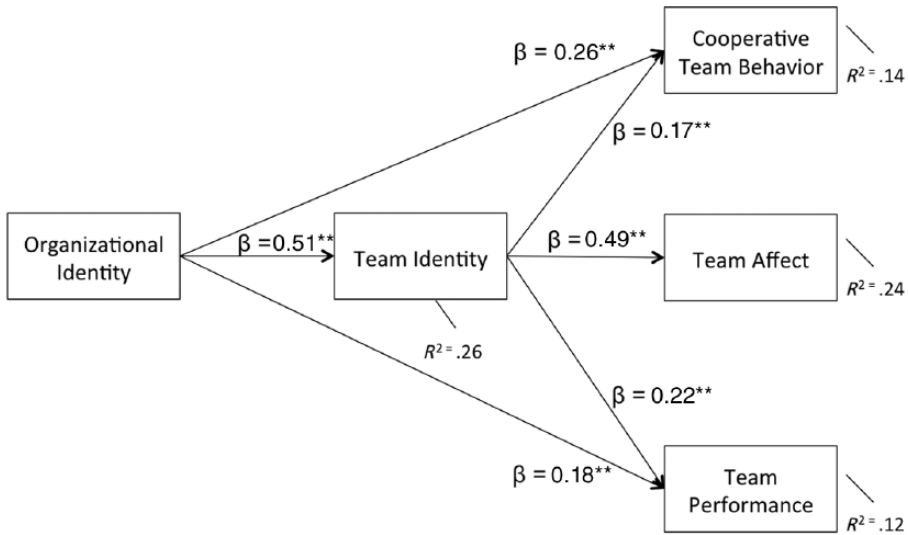 Cooperative
Team Behavior
R² = .14
β = 0.26**
β = 0.17**
Organizational
Identity
β =0.51**
Team Identity
R² = .26
β = 0.49**
Team Affect
R² = .24
β = 0.22**
β = 0.18**
Team
Performance
R² = .12